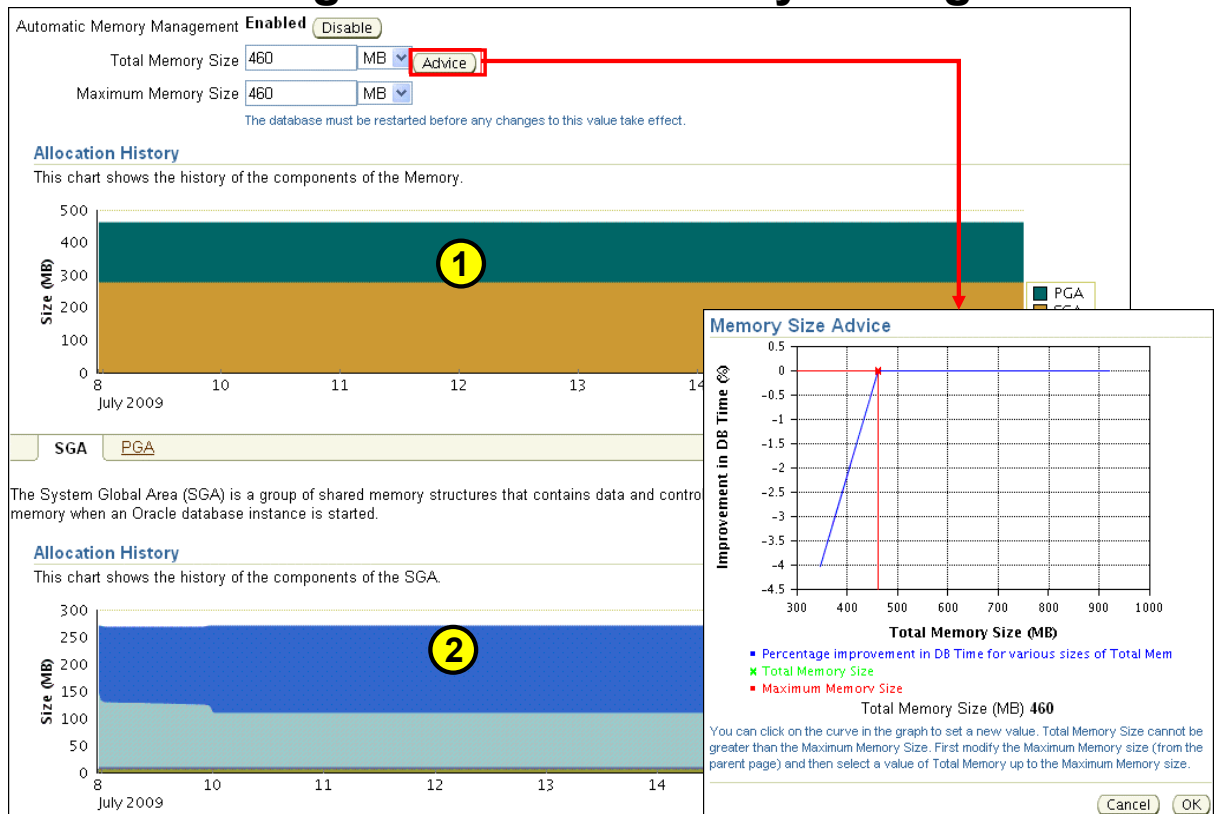 Automatic Memory Management Enabled Disable
Total Memory Size 460 MB Advice
Maximum Memory Size 460 MB
The database must be restarted before any changes to this value take effect.
Allocation History
This chart shows the history of the components of the Memory.
500
400
300
200
100
0
Size (MB)
1
8 10 11 12 13 14
July 2009
PGA
SGA PGA
The System Global Area (SGA) is a group of shared memory structures that contains data and contro
memory when an Oracle database instance is started.
Allocation History
This chart shows the history of the components of the SGA.
300
250
200
150
100
50
0
Size (MB)
2
8 10 11 12 13 14
July 2009
Memory Size Advice
0.5
0
-0.5
-1
-1.5
-2
-2.5
-3
-3.5
-4
-4.5
Improvement in DB Time (%)
300 400 500 600 700 800 900 1000
Total Memory Size (MB)
Percentage improvement in DB Time for various sizes of Total Mem
Total Memory Size
Maximum Memory Size
Total Memory Size (MB) 460
You can click on the curve in the graph to set a new value. Total Memory Size cannot be
greater than the Maximum Memory Size. First modify the Maximum Memory size (from the
parent page) and then select a value of Total Memory up to the Maximum Memory size.
Cancel OK